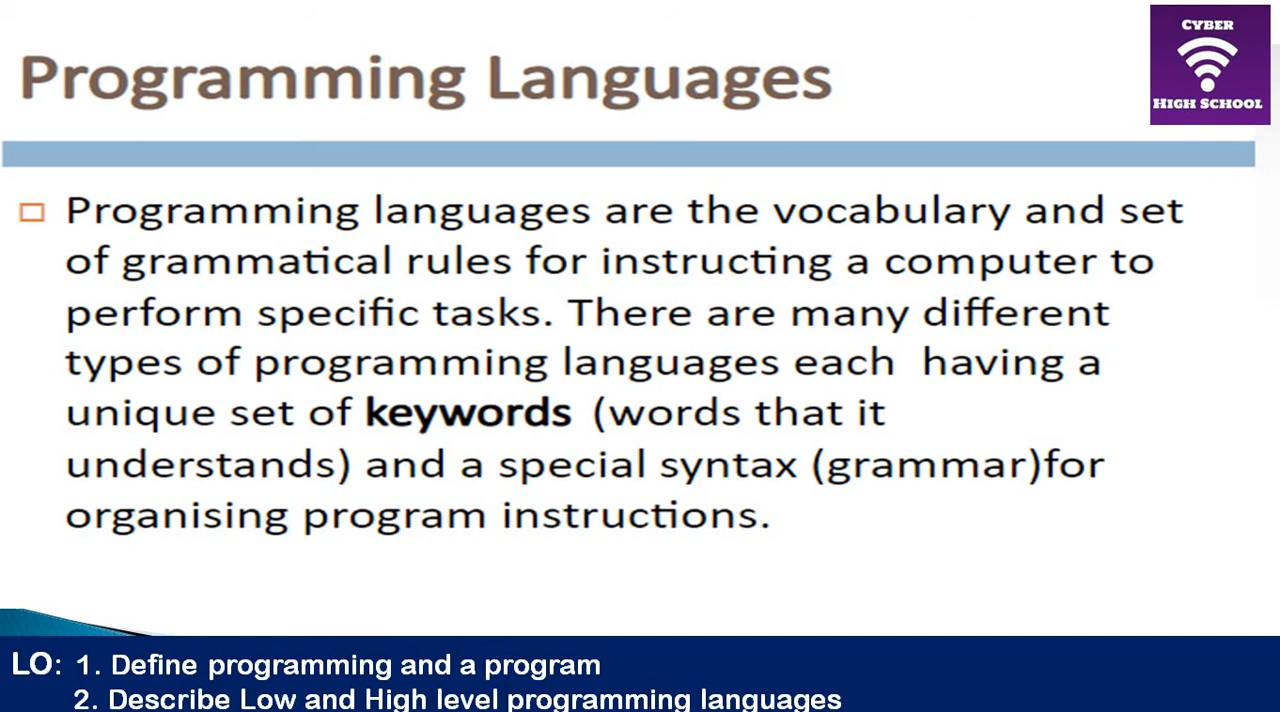 CYBER
HIGH SCHOOL
Programming Languages
Programming languages are the vocabulary and set
of grammatical rules for instructing a computer to
perform specific tasks. There are many different
types of programming languages each having a
unique set of keywords (words that it
understands) and a special syntax (grammar)for
organising program instructions.
LO: 1. Define programming and a program
2. Describe Low and High level programming languages